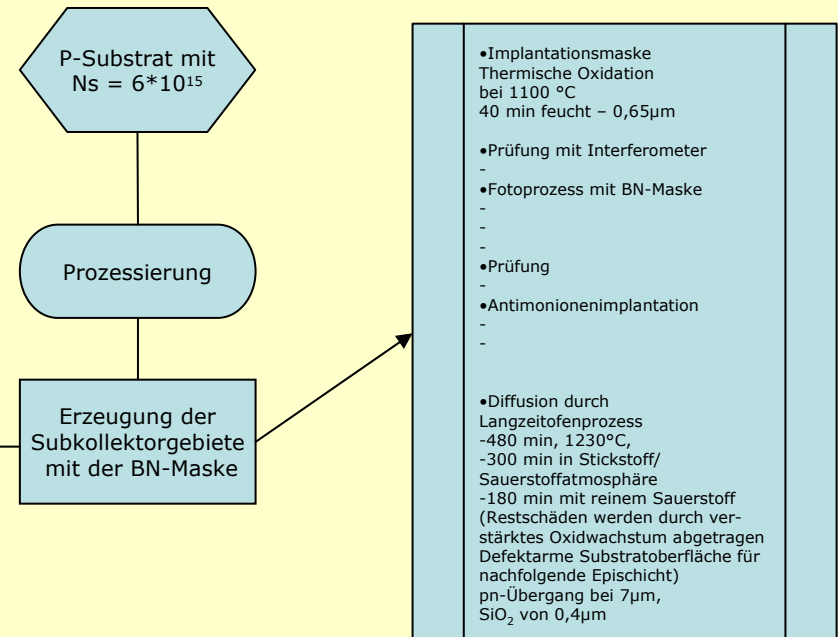 P-Substrat mit
Ns = 6*10¹⁵
Prozessierung
Erzeugung der
Subkollektorgebiete
mit der BN-Maske
•Implantationsmaske
Thermische Oxidation
bei 1100 °C
40 min feucht – 0,65µm
•Prüfung mit Interferometer
-
•Fotoprozess mit BN-Maske
-
-
-
•Prüfung
-
•Antimonionenimplantation
-
-
•Diffusion durch
Langzeitofenprozess
-480 min, 1230°C,
-300 min in Stickstoff/
Sauerstoffatmosphäre
-180 min mit reinem Sauerstoff
(Restschäden werden durch ver-
stärktes Oxidwachstum abgetragen
Defektarme Substratoberfläche für
nachfolgende Epischicht)
pn-Übergang bei 7µm,
SiO₂ von 0,4µm